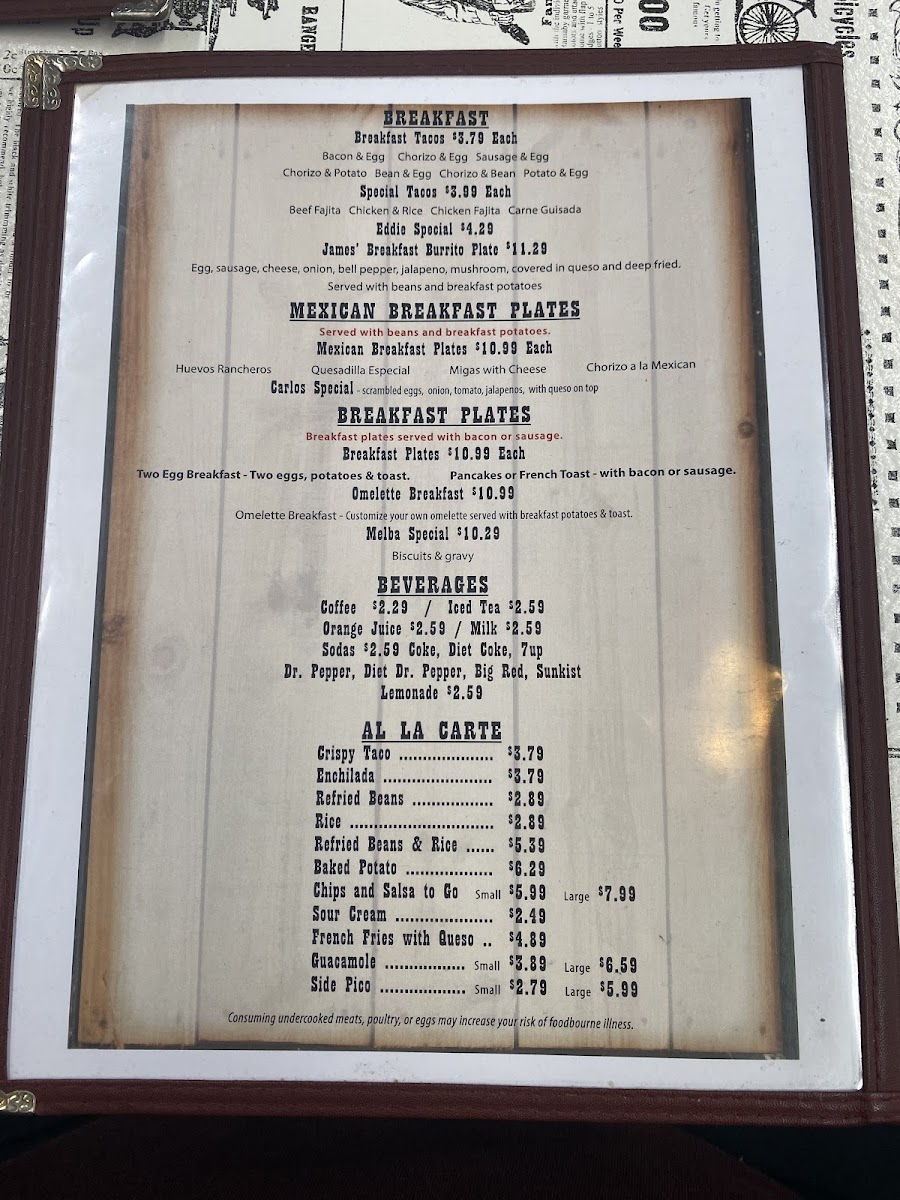 RANGE
00
0 Per Wee
bicycles
BREAKFAST
Breakfast Tacos $3.79 Each
Bacon & Egg Chorizo & Egg Sausage & Egg
Chorizo & Potato Bean & Egg Chorizo & Bean Potato & Egg
Special Tacos $3.99 Each
Beef Fajita Chicken & Rice Chicken Fajita Carne Guisada
Eddie Special $4.29
James' Breakfast Burrito Plate $11.29
Egg, sausage, cheese, onion, bell pepper, jalapeno, mushroom, covered in queso and deep fried.
Served with beans and breakfast potatoes
MEXICAN BREAKFAST PLATES
Served with beans and breakfast potatoes.
Mexican Breakfast Plates $10.99 Each
Huevos Rancheros Quesadilla Especial Migas with Cheese Chorizo a la Mexican
Carlos Special - scrambled eggs, onion, tomato, jalapenos, with queso on top
BREAKFAST PLATES
Breakfast plates served with bacon or sausage.
Breakfast Plates $10.99 Each
Two Egg Breakfast - Two eggs, potatoes & toast. Pancakes or French Toast - with bacon or sausage.
Omelette Breakfast $10.99
Omelette Breakfast - Customize your own omelette served with breakfast potatoes & toast.
Melba Special $10.29
Biscuits & gravy
BEVERAGES
Coffee $2.29 / Iced Tea $2.59
Orange Juice $2.59 / Milk $2.59
Sodas $2.59 Coke, Diet Coke, 7up
Dr. Pepper, Diet Dr. Pepper, Big Red, Sunkist
Lemonade $2.59
AL LA CARTE
Crispy Taco ..................... $3.79
Enchilada ........................ $3.79
Refried Beans .................. $2.89
Rice ................................ $2.89
Refried Beans & Rice ...... $5.39
Baked Potato ................... $6.29
Chips and Salsa to Go Small $5.99 Large $7.99
Sour Cream ...................... $2.49
French Fries with Queso .. $4.89
Guacamole .................. Small $3.89 Large $6.59
Side Pico ................... Small $2.79 Large $5.99
Consuming undercooked meats, poultry, or eggs may increase your risk of foodbourne illness.